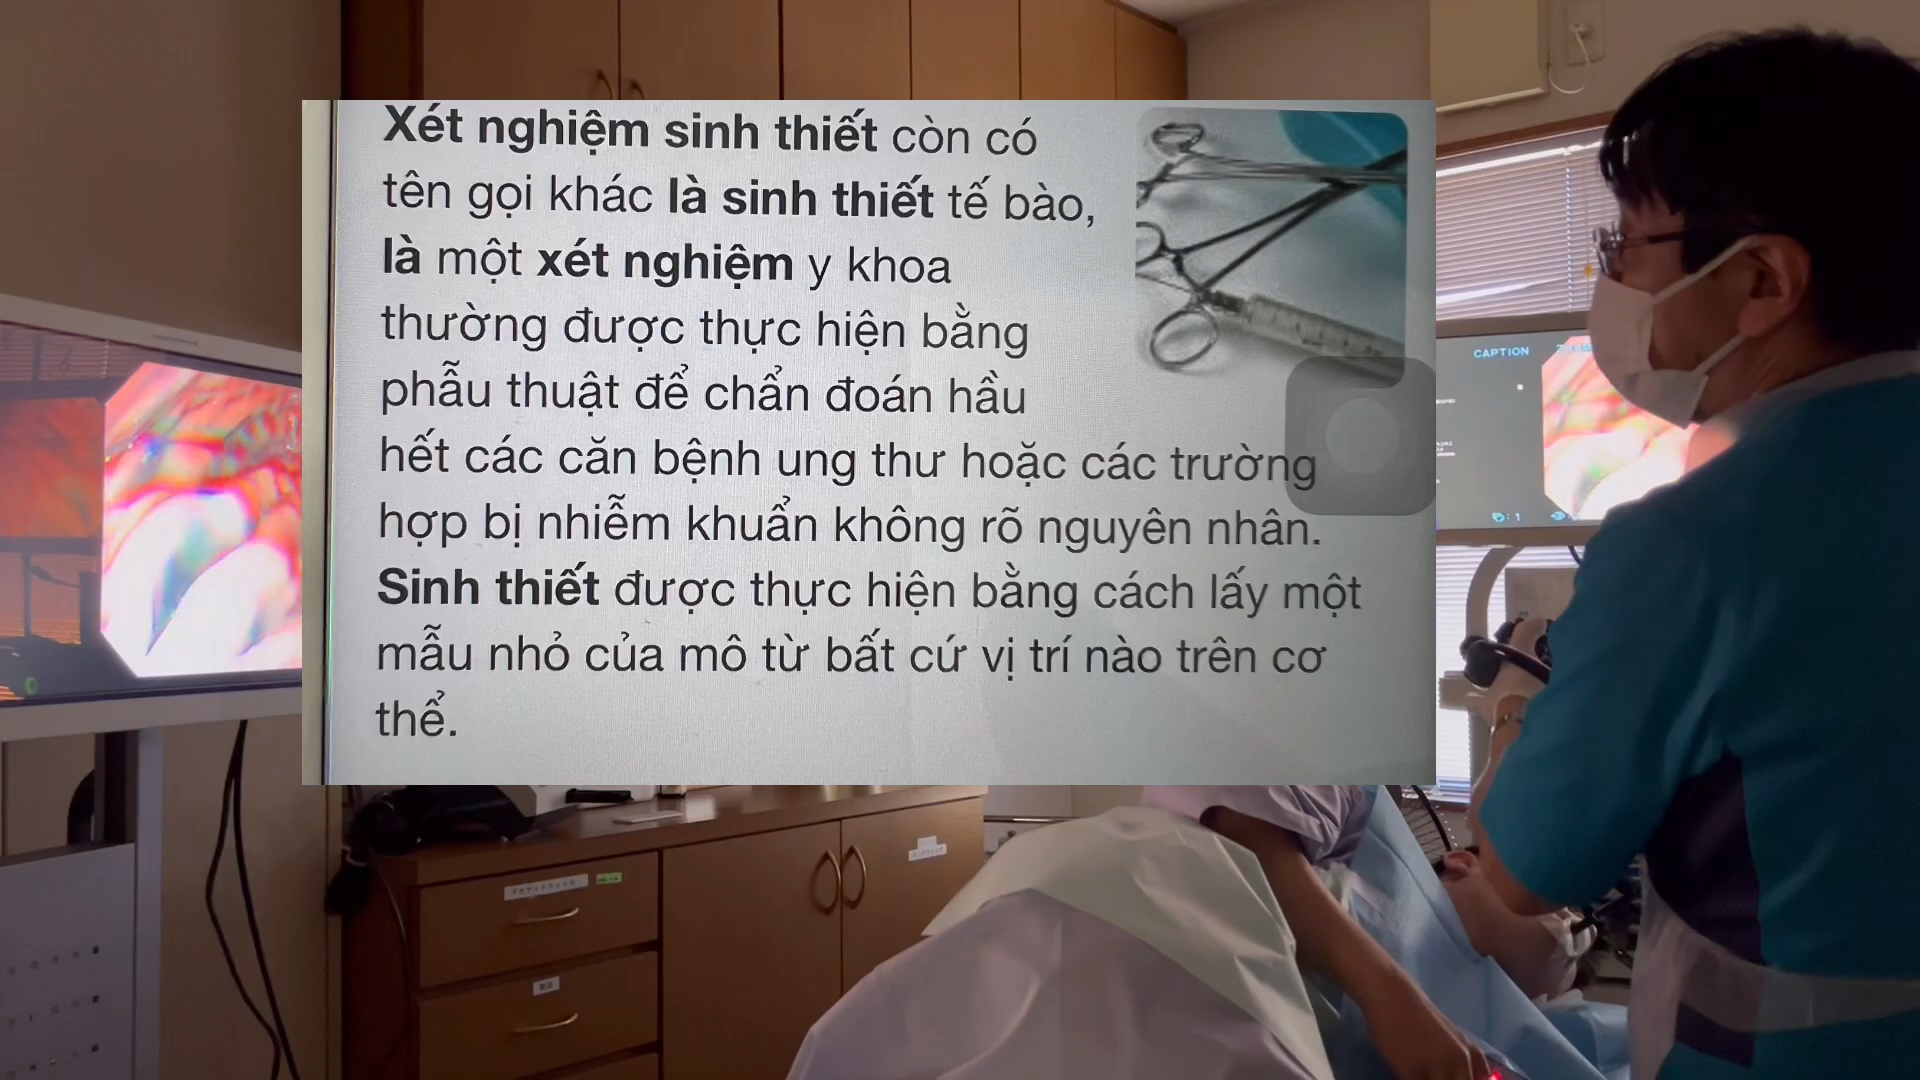 Xét nghiệm sinh thiết còn có
tên gọi khác là sinh thiết tế bào,
là một xét nghiệm y khoa
thường được thực hiện bằng
phẫu thuật để chẩn đoán hầu
hết các căn bệnh ung thư hoặc các trường
hợp bị nhiễm khuẩn không rõ nguyên nhân.
Sinh thiết được thực hiện bằng cách lấy một
mẫu nhỏ của mô từ bất cứ vị trí nào trên cơ
thể.
CAPTION